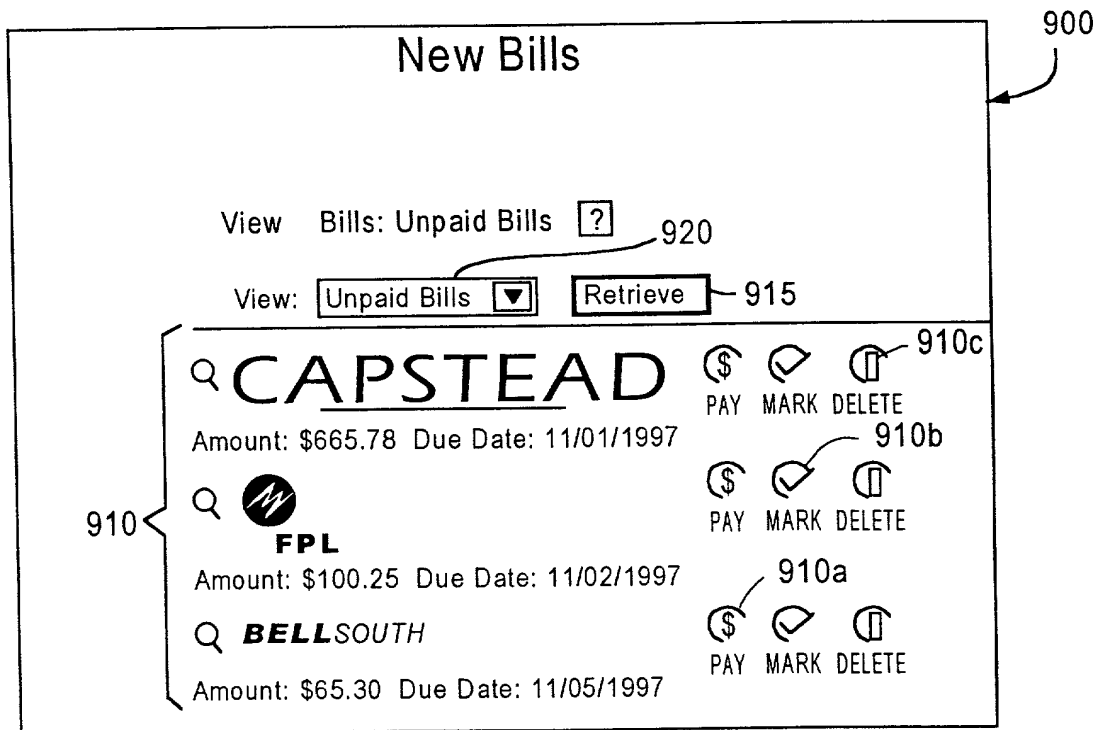 900
New Bills
View Bills: Unpaid Bills ?
920
View: Unpaid Bills Retrieve 915
910c
CAPSTEAD
PAY MARK DELETE
Amount: $665.78 Due Date: 11/01/1997
910b
$
PAY MARK DELETE
910
FPL
Amount: $100.25 Due Date: 11/02/1997
910a
$
BELLSOUTH
PAY MARK DELETE
Amount: $65.30 Due Date: 11/05/1997